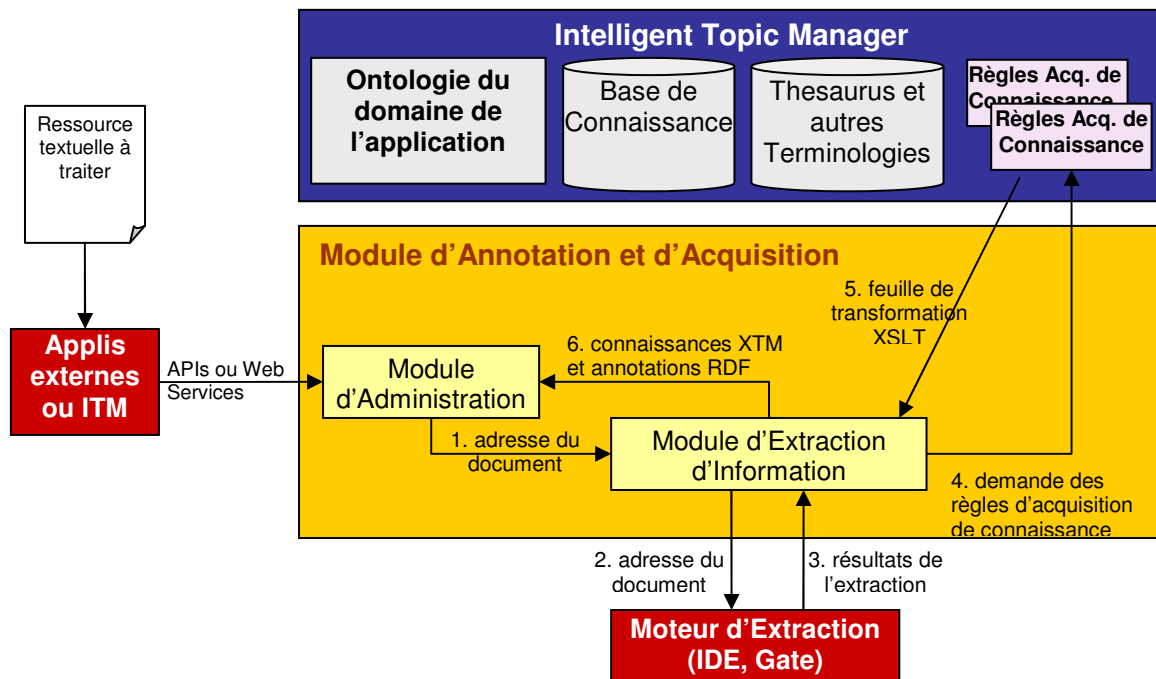 Intelligent Topic Manager
Ontologie du
domaine de
l'application
Base de
Connaissance
Thesaurus et
autres
Terminologies
Règles Acq. de
Connaissance
Règles Acq. de
Connaissance
Ressource
textuelle à
traiter
Module d'Annotation et d'Acquisition
5. feuille de
transformation
XSLT
Applis
externes
ou ITM
APIs ou Web
Services
Module
d'Administration
6. connaissances XTM
et annotations RDF
1. adresse du
document
Module d'Extraction
d'Information
4. demande des
règles d'acquisition
de connaissance
2. adresse du
document
3. résultats de
l'extraction
Moteur d'Extraction
(IDE, Gate)